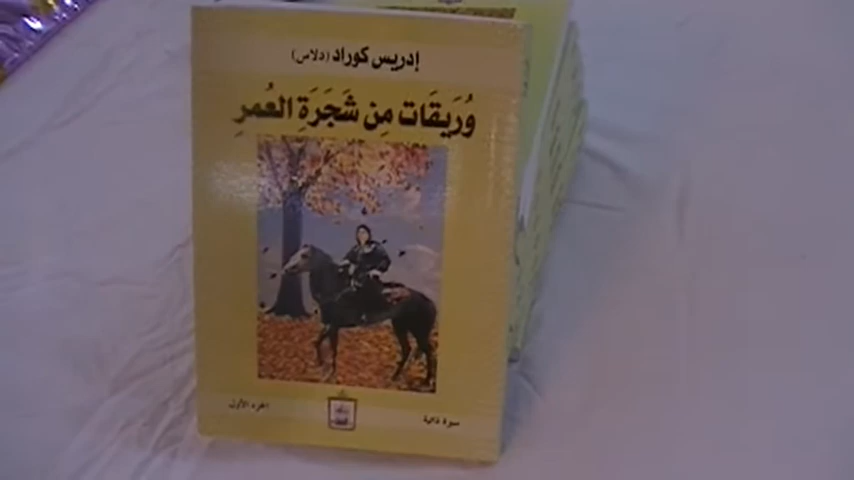 إدريس كوراد (دلاس)
وُرَيقَات مِن شَجَرَةِ العُمرِ
سيرة ذاتية
الجزء الأول